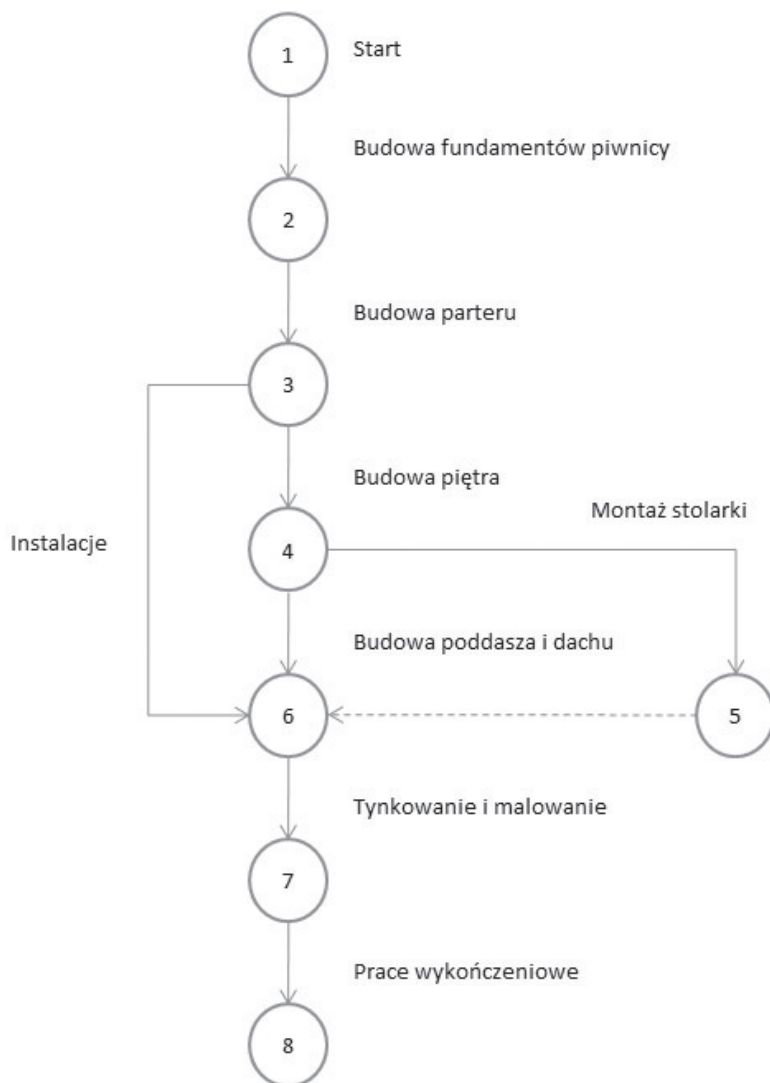 1
Start
Budowa fundamentów piwnicy
2
Budowa parteru
3
Budowa piętra
Montaż stolarki
Instalacje
4
Budowa poddasza i dachu
6
5
Tynkowanie i malowanie
7
Prace wykończeniowe
8